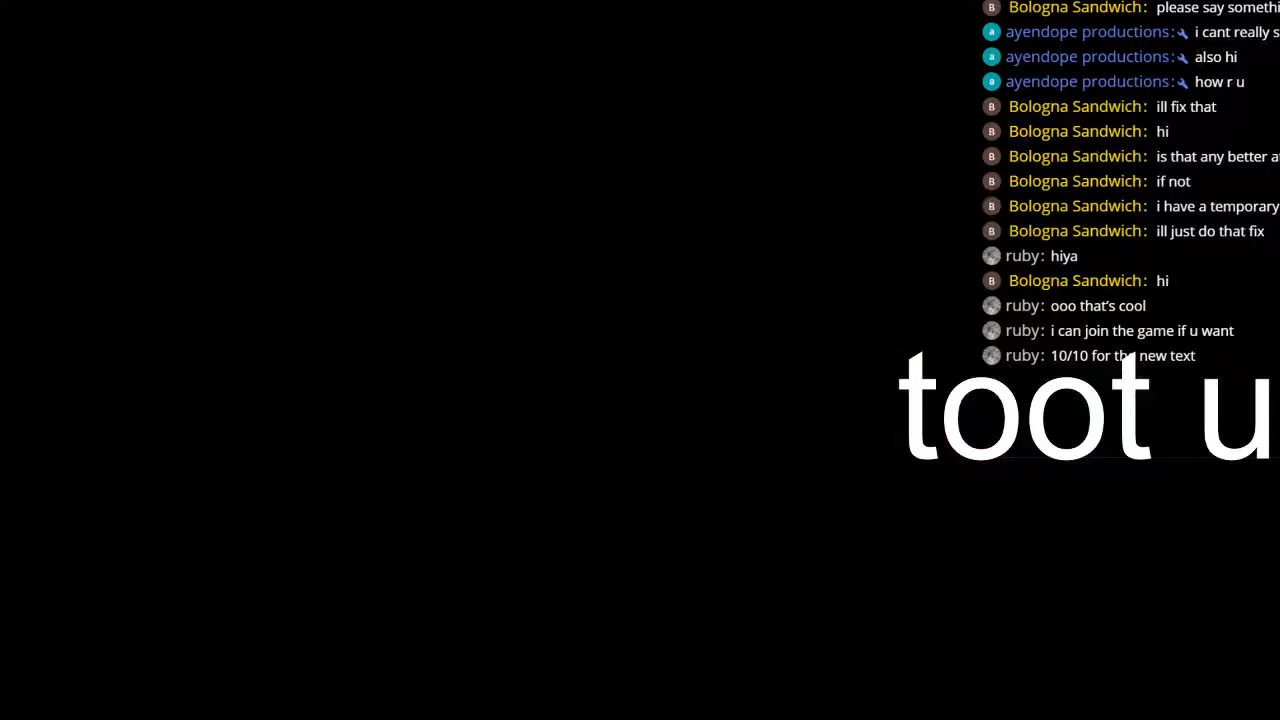 B Bologna Sandwich: please say somethi
a ayendope productions: i cant really s
a ayendope productions: also hi
a ayendope productions: how r u
B Bologna Sandwich: ill fix that
B Bologna Sandwich: hi
B Bologna Sandwich: is that any better a
B Bologna Sandwich: if not
B Bologna Sandwich: i have a temporary
B Bologna Sandwich: ill just do that fix
ruby: hiya
B Bologna Sandwich: hi
ruby: ooo that's cool
ruby: i can join the game if u want
ruby: 10/10 for the new text
toot u